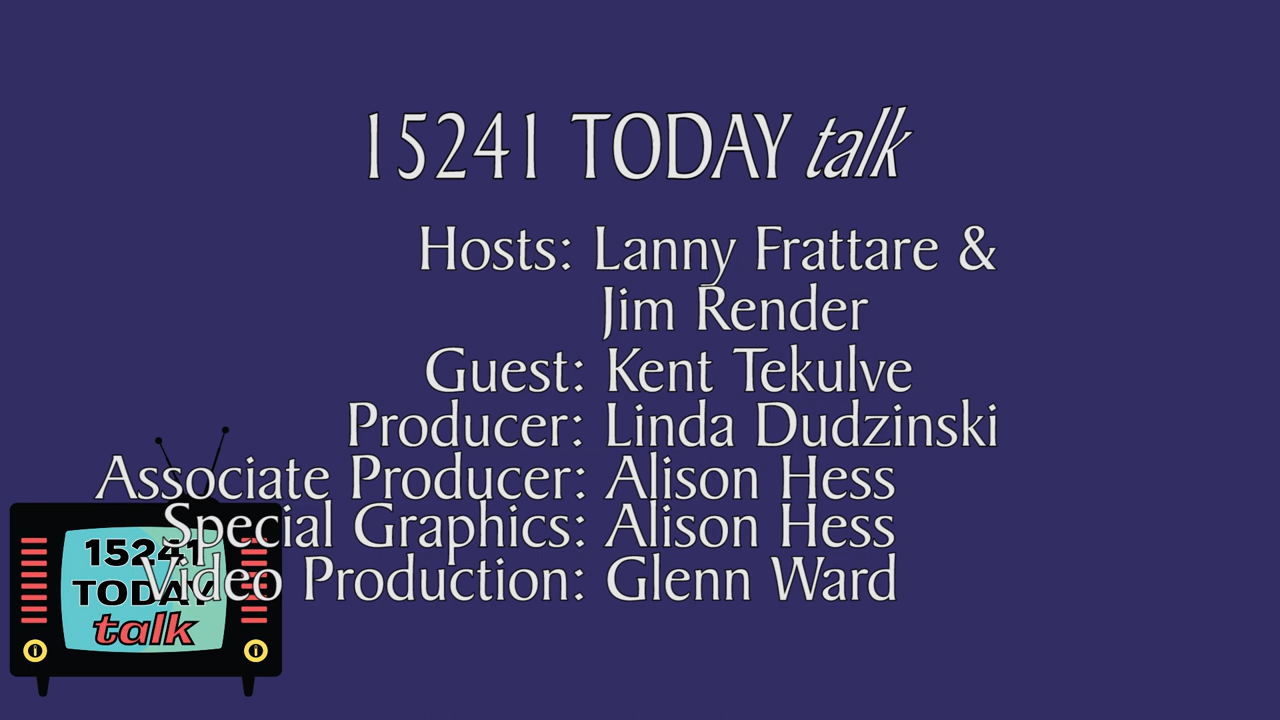 15241 TODAY talk
Hosts: Lanny Frattare &
Jim Render
Guest: Kent Tekulve
Producer: Linda Dudzinski
Associate Producer: Alison Hess
Special Graphics: Alison Hess
Video Production: Glenn Ward
15241
TODAY
talk